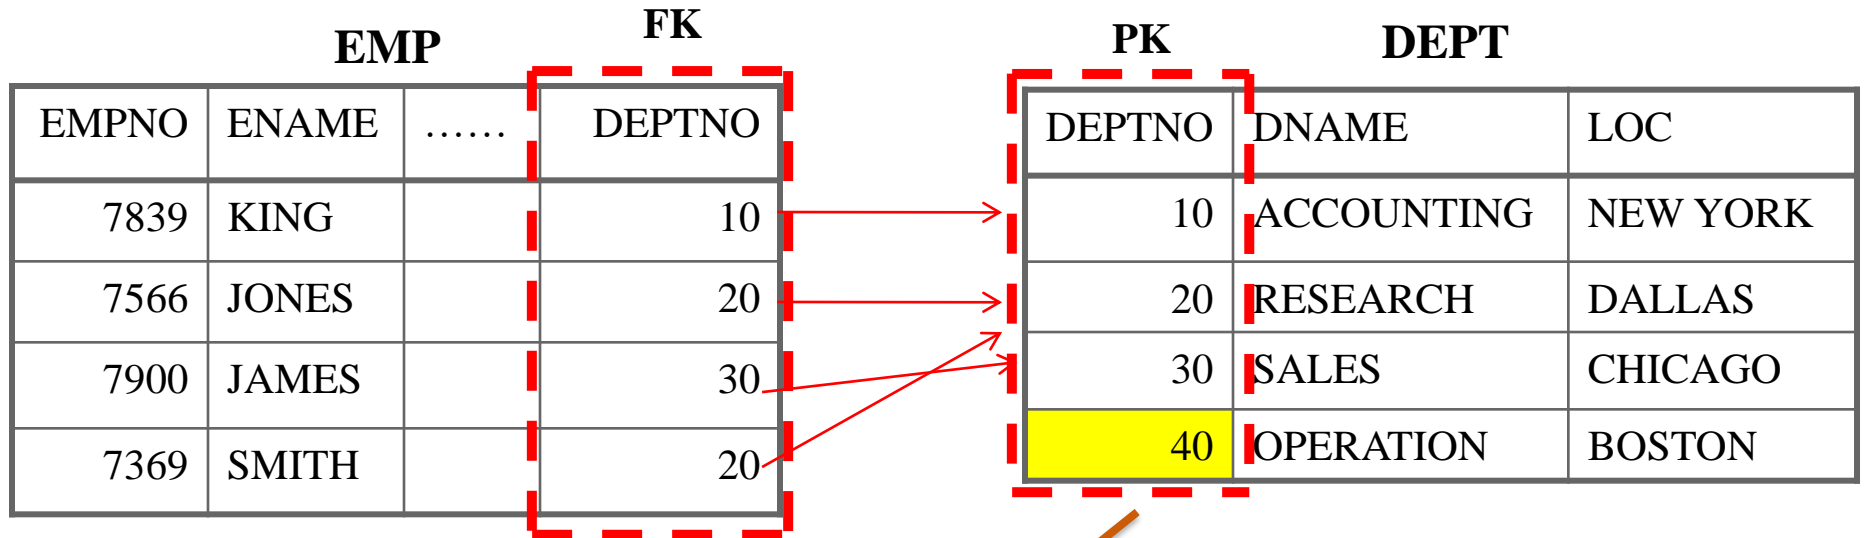 EMP FK PK DEPT
EMPNO ENAME …… DEPTNO
7839 KING 10
7566 JONES 20
7900 JAMES 30
7369 SMITH 20
DEPTNO DNAME LOC
10 ACCOUNTING NEW YORK
20 RESEARCH DALLAS
30 SALES CHICAGO
40 OPERATION BOSTON